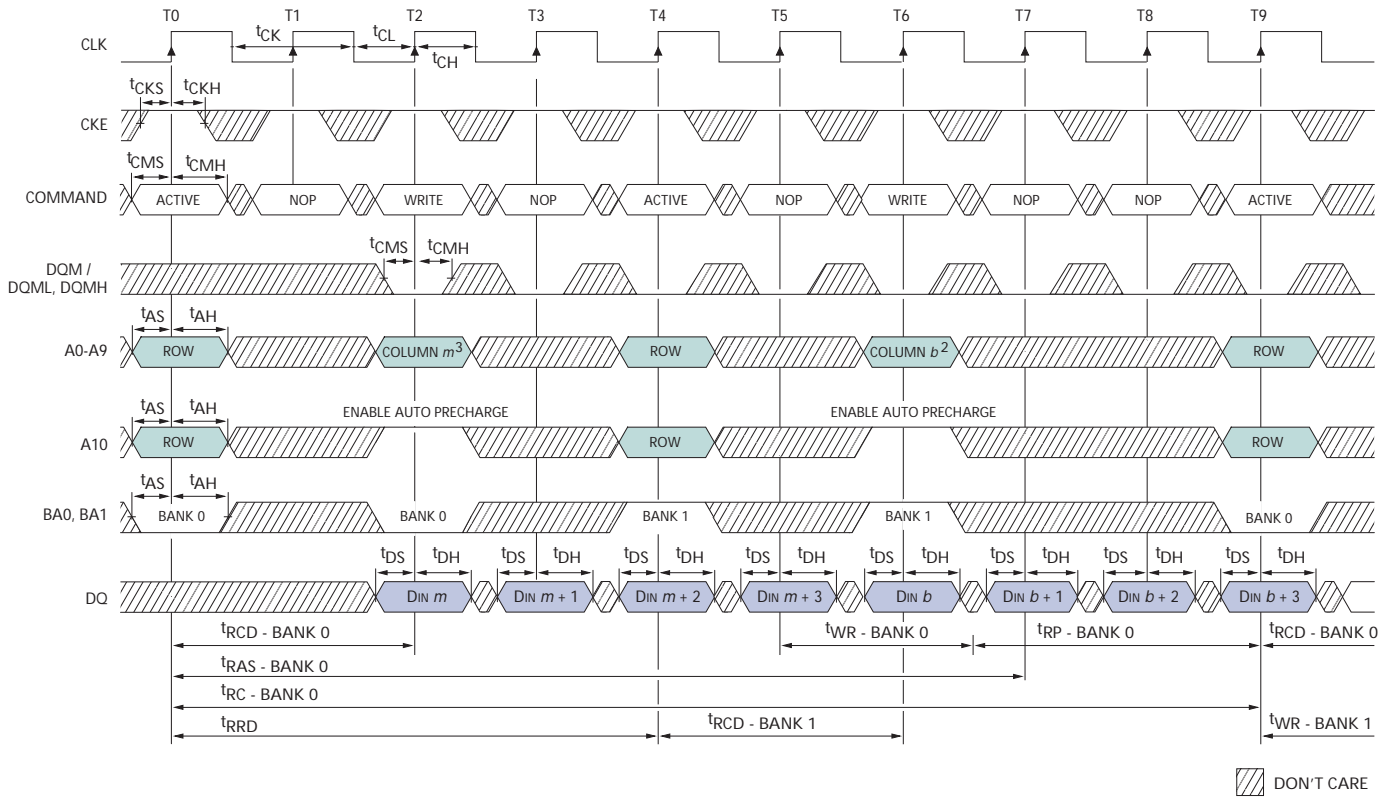 T0 T1 T2 T3 T4 T5 T6 T7 T8 T9
CLK
tCK tCL
tCH
tCKS tCKH
CKE
tCMS tCMH
COMMAND
ACTIVE NOP WRITE NOP ACTIVE NOP WRITE NOP NOP ACTIVE
tCMS tCMH
DQM /
DQML, DQMH
tAS tAH
A0-A9
ROW COLUMN m3 ROW COLUMN b2 ROW
tAS tAH
ENABLE AUTO PRECHARGE ENABLE AUTO PRECHARGE
A10
ROW ROW ROW
tAS tAH
BA0, BA1
BANK 0 BANK 0 BANK 1 BANK 1 BANK 0
tDS tDH tDS tDH tDS tDH tDS tDH tDS tDH tDS tDH tDS tDH tDS tDH
DQ
DIN m DIN m + 1 DIN m + 2 DIN m + 3 DIN b DIN b + 1 DIN b + 2 DIN b + 3
tRCD - BANK 0 tWR - BANK 0 tRP - BANK 0 tRCD - BANK 0
tRAS - BANK 0
tRC - BANK 0
tRRD tRCD - BANK 1 tWR - BANK 1
DON'T CARE